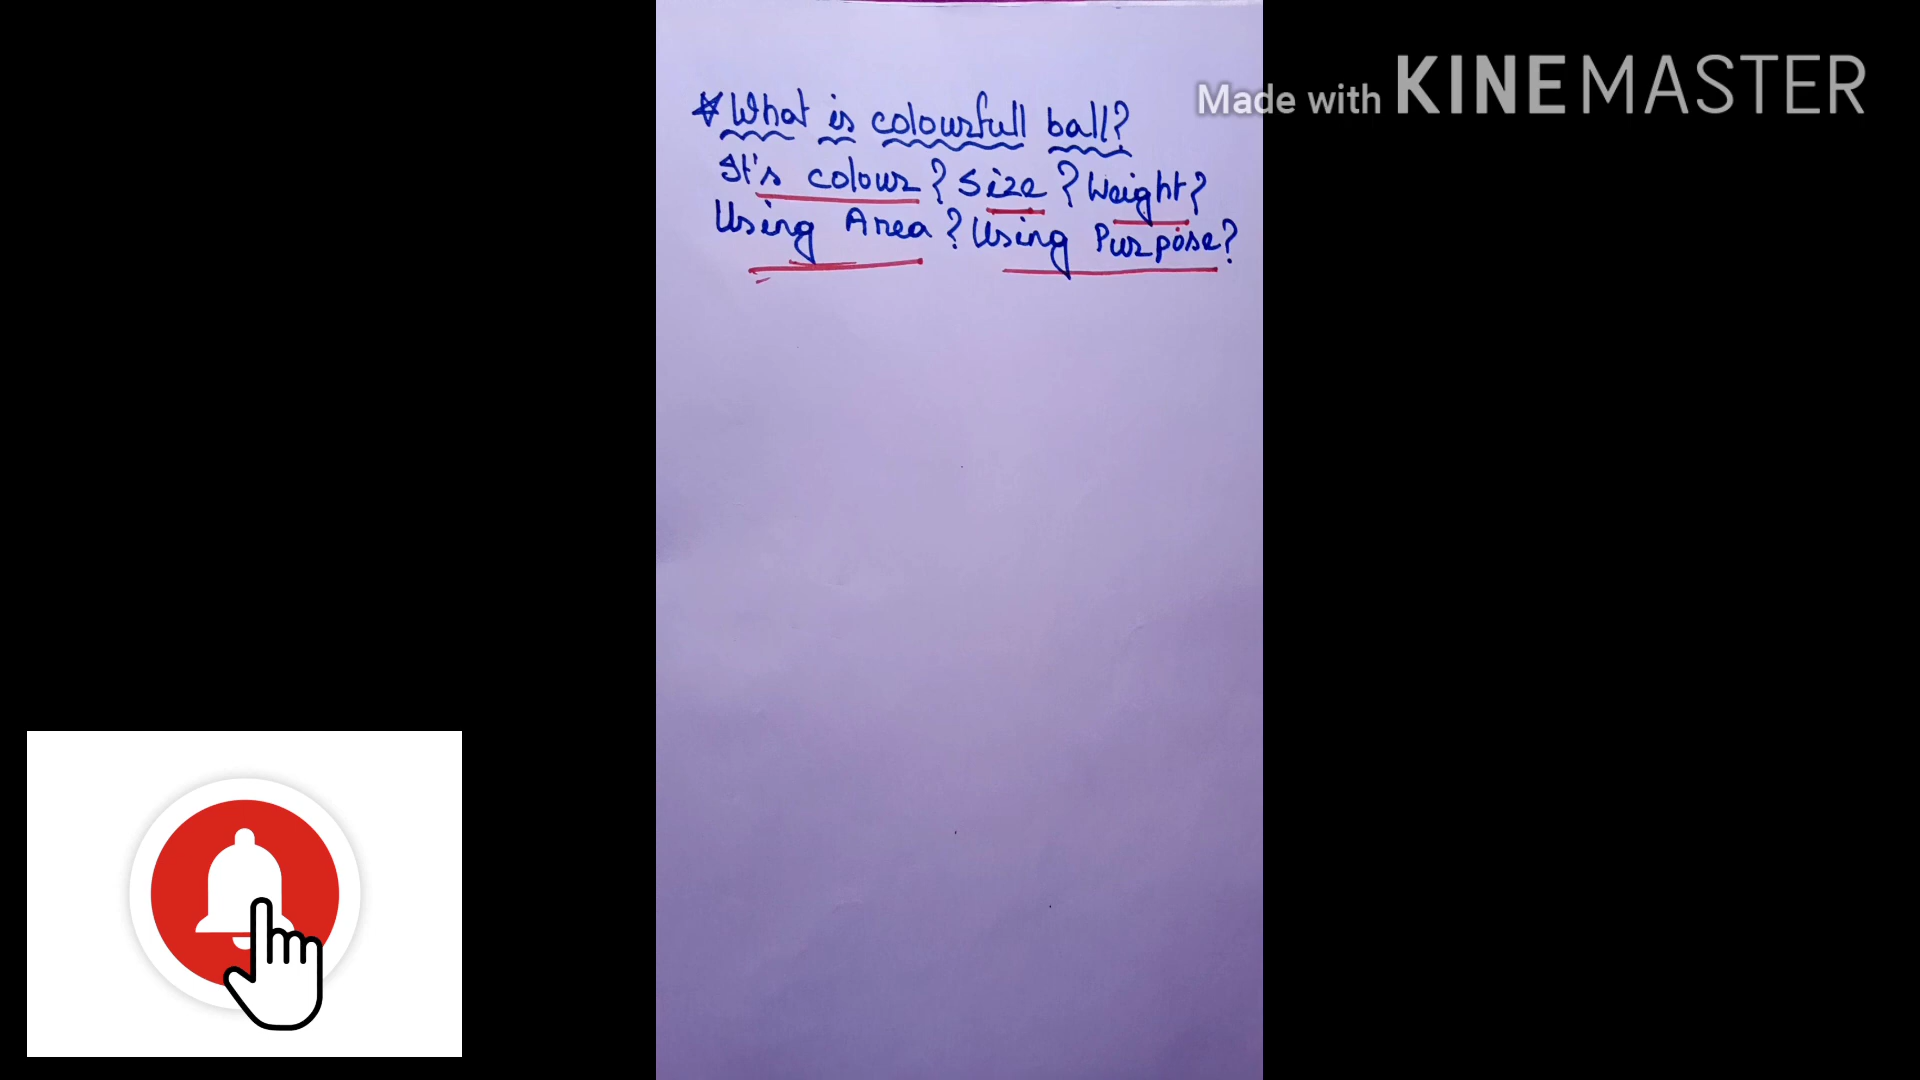 *What is colourfull ball?
It's colour? Size? Weight?
Using Area? Using Purpose?
Made with KINEMASTER